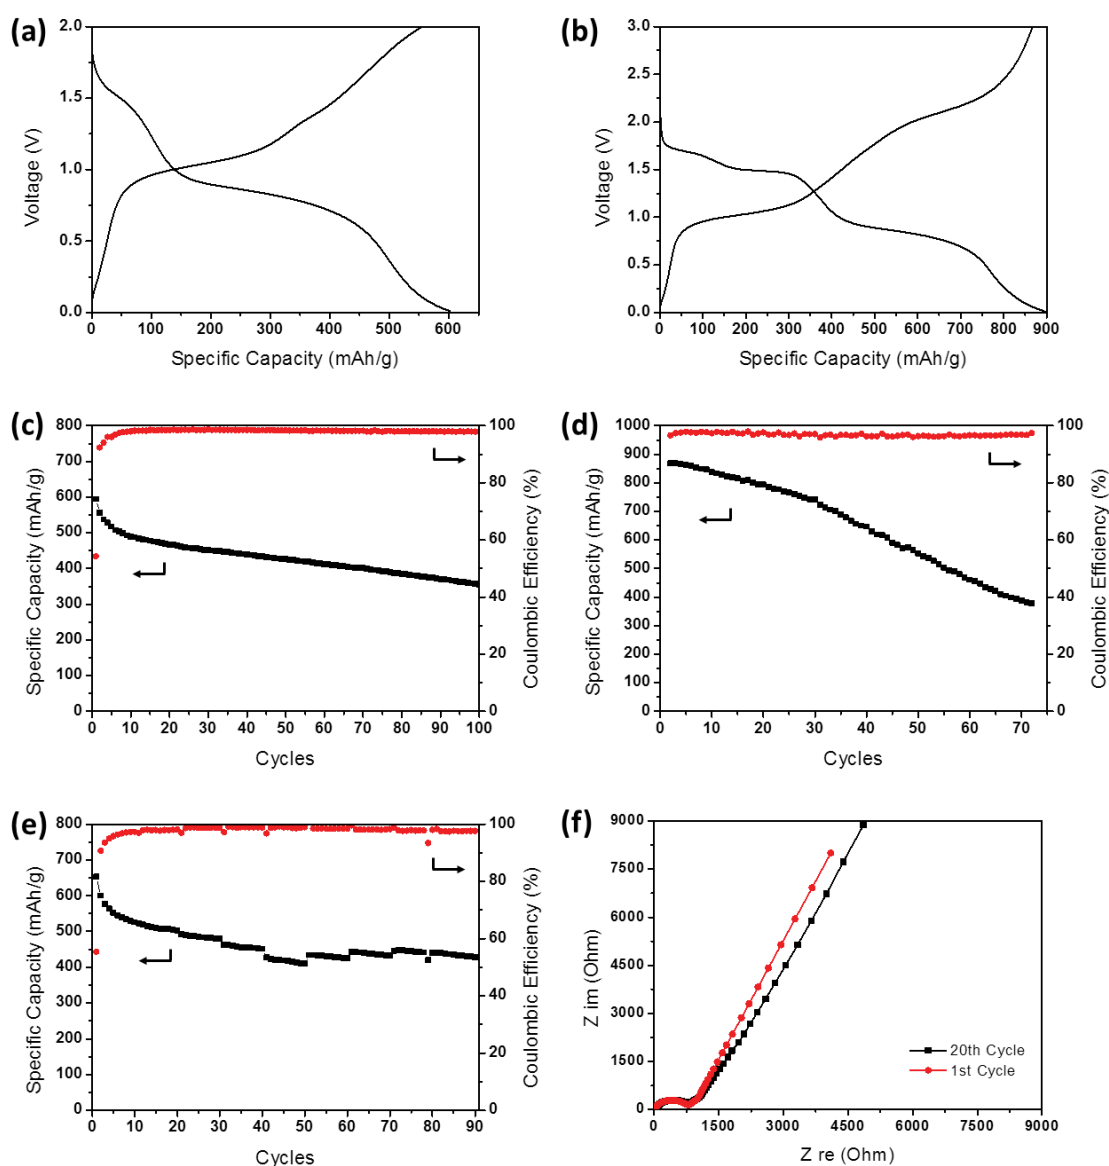 (a)
2.0
1.5
1.0
0.5
0.0
Voltage (V)
0 100 200 300 400 500 600
Specific Capacity (mAh/g)
(b)
3.0
2.5
2.0
1.5
1.0
0.5
0.0
Voltage (V)
0 100 200 300 400 500 600 700 800 900
Specific Capacity (mAh/g)
(c)
800
700
600
500
400
300
200
100
0
Specific Capacity (mAh/g)
100
80
60
40
20
0
Coulombic Efficiency (%)
0 10 20 30 40 50 60 70 80 90 100
Cycles
(d)
1000
900
800
700
600
500
400
300
200
100
0
Specific Capacity (mAh/g)
100
80
60
40
20
0
Coulombic Efficiency (%)
0 10 20 30 40 50 60 70
Cycles
(e)
800
700
600
500
400
300
200
100
0
Specific Capacity (mAh/g)
100
80
60
40
20
0
Coulombic Efficiency (%)
0 10 20 30 40 50 60 70 80 90
Cycles
(f)
9000
7500
6000
4500
3000
1500
0
Z im (Ohm)
20th Cycle
1st Cycle
0 1500 3000 4500 6000 7500 9000
Z re (Ohm)